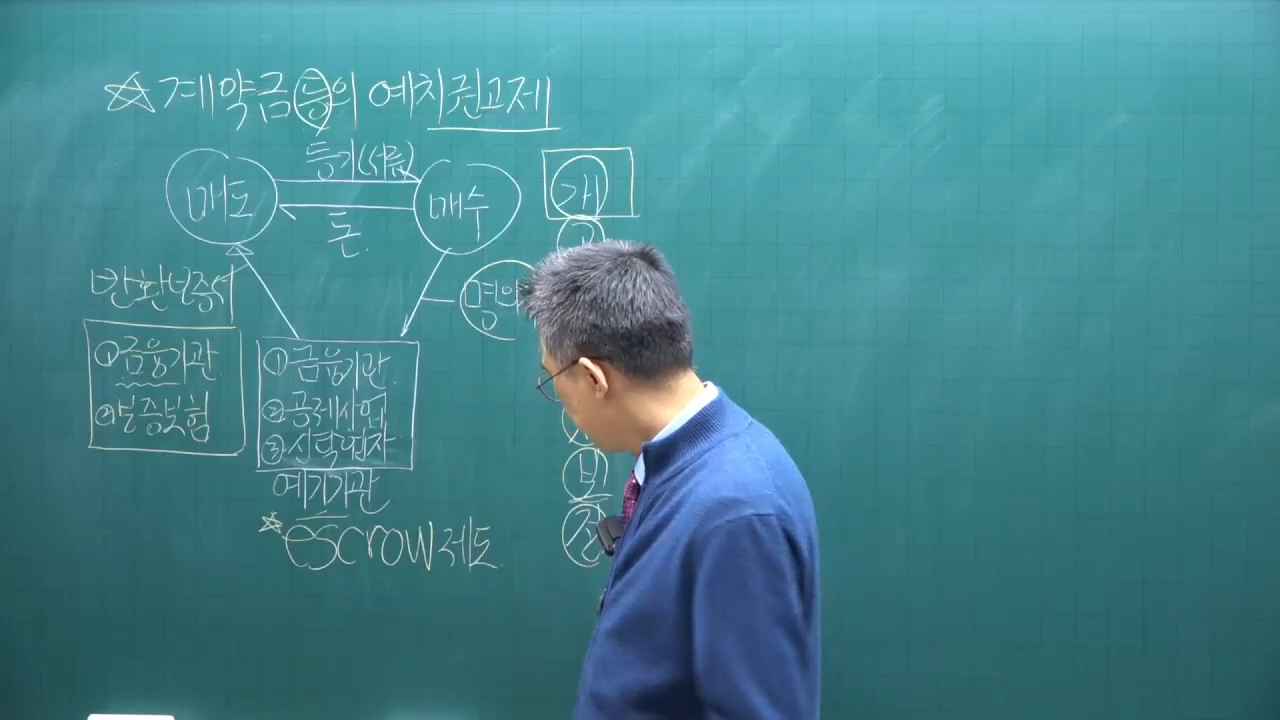 ☆ 계약금 등의 예치권고제
등기(서류)
매도
매수
돈.
개
반환보증서
명의
① 금융기관
② 보증보험
① 금융기관.
② 공제사업
③ 신탁업자
예치기관
☆ escrow제도.
보